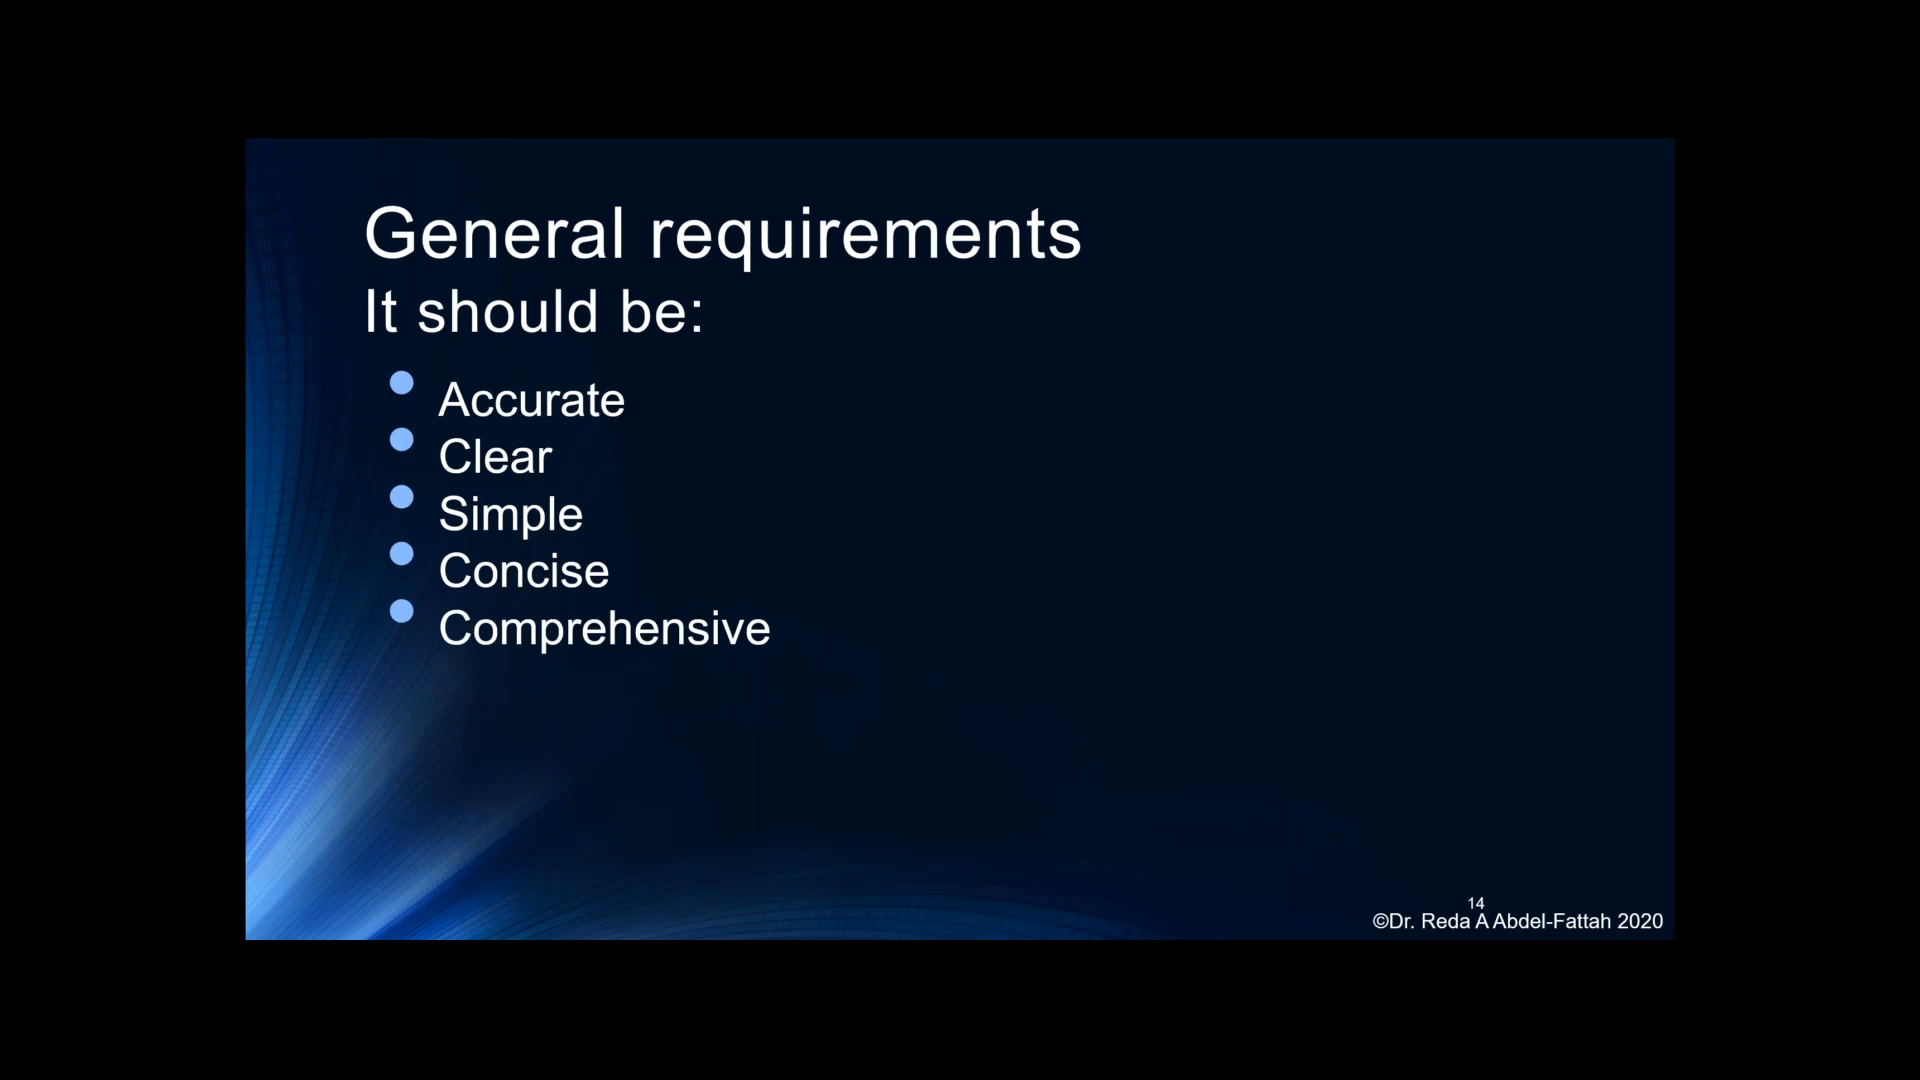 General requirements
It should be:
Accurate
Clear
Simple
Concise
Comprehensive
14
©Dr. Reda A Abdel-Fattah 2020